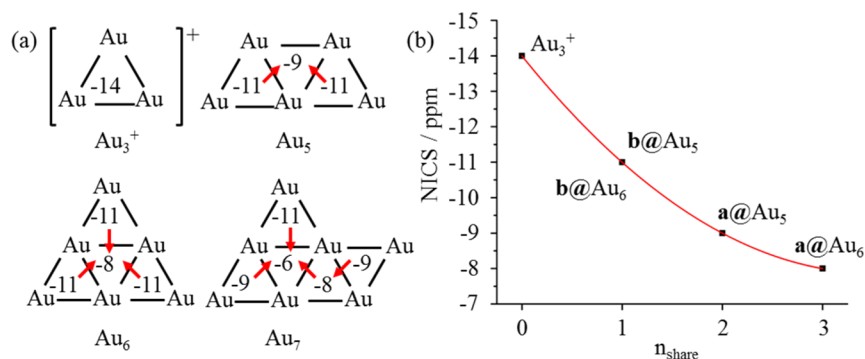 (a)
Au
+
-14
Au Au
Au₃⁺
Au Au
-9
-11 -11
Au Au Au
Au₅
Au
-11
Au Au
-8
-11 -11
Au Au Au
Au₆
Au
-11
Au Au Au
-6 -9
-9 -8
Au Au Au
Au₇
(b)
NICS / ppm
-15
-14
-13
-12
-11
-10
-9
-8
-7
Au₃⁺
b@Au₅
b@Au₆
a@Au₅
a@Au₆
0 1 2 3
n_share